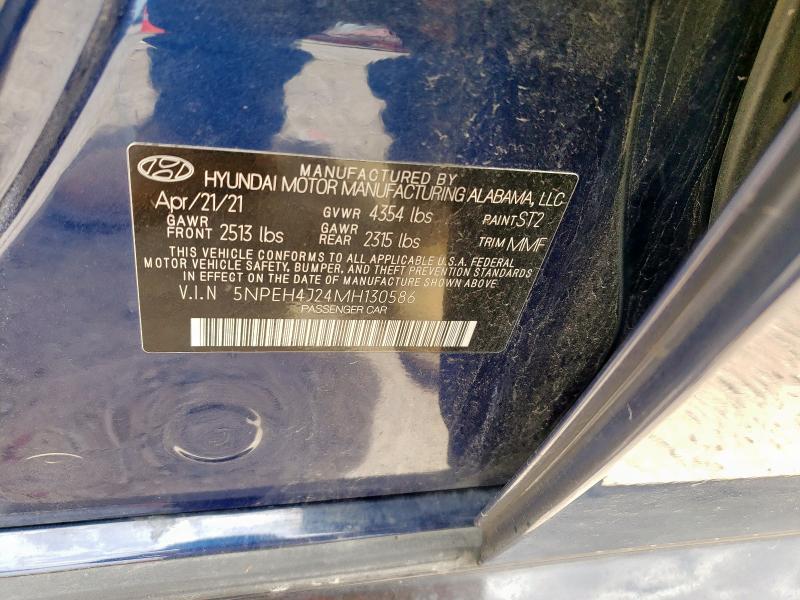 MANUFACTURED BY
HYUNDAI MOTOR MANUFACTURING ALABAMA, LLC
Apr/21/21 GVWR 4354 lbs PAINT ST2
GAWR FRONT 2513 lbs GAWR REAR 2315 lbs TRIM MMF
THIS VEHICLE CONFORMS TO ALL APPLICABLE U.S.A. FEDERAL
MOTOR VEHICLE SAFETY, BUMPER, AND THEFT PREVENTION STANDARDS
IN EFFECT ON THE DATE OF MANUFACTURE SHOWN ABOVE.
V.I.N 5NPEH4J24MH130586
PASSENGER CAR